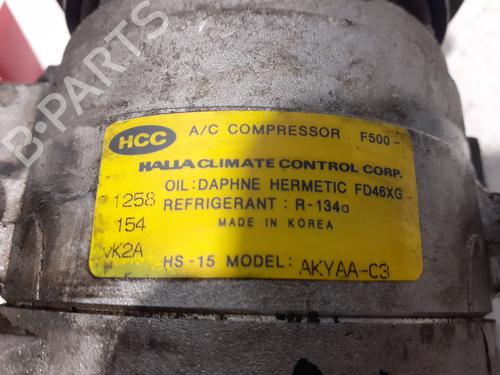 HCC A/C COMPRESSOR F500-
HALLA CLIMATE CONTROL CORP.
OIL:DAPHNE HERMETIC FD46XG
1258 REFRIGERANT: R-134a
154 MADE IN KOREA
VK2A HS-15 MODEL: AKYAA-C3
B-PARTS